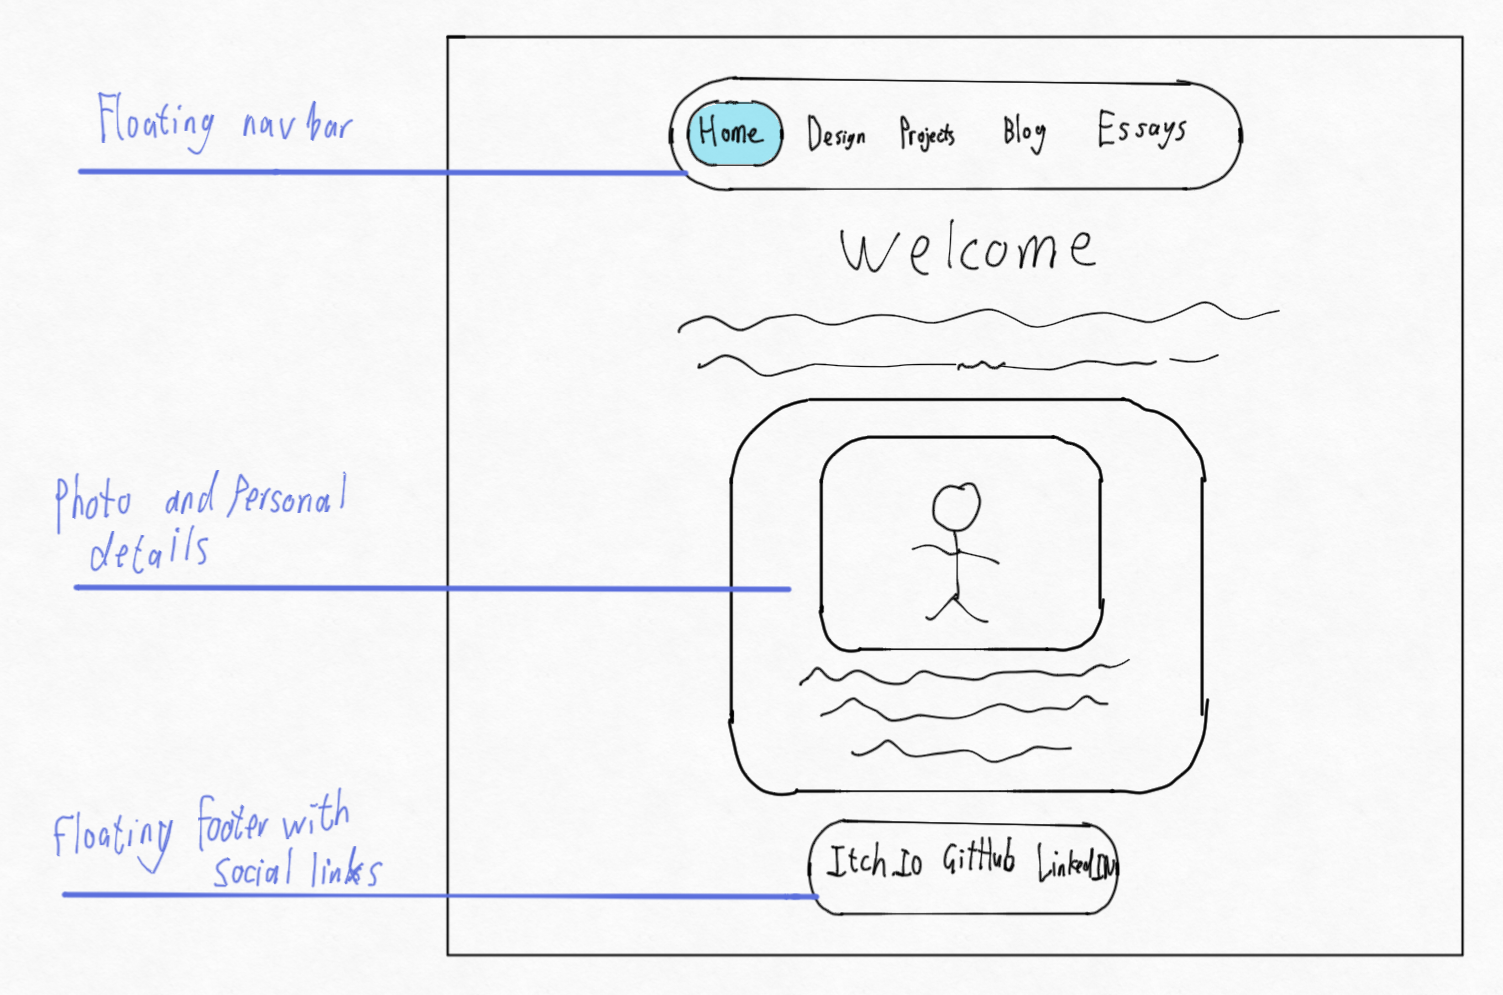 Floating nav bar
Home Design Projects Blog Essays
Welcome
Photo and Personal
details
Floating footer with
Social links
Itch.Io GitHub LinkedIN